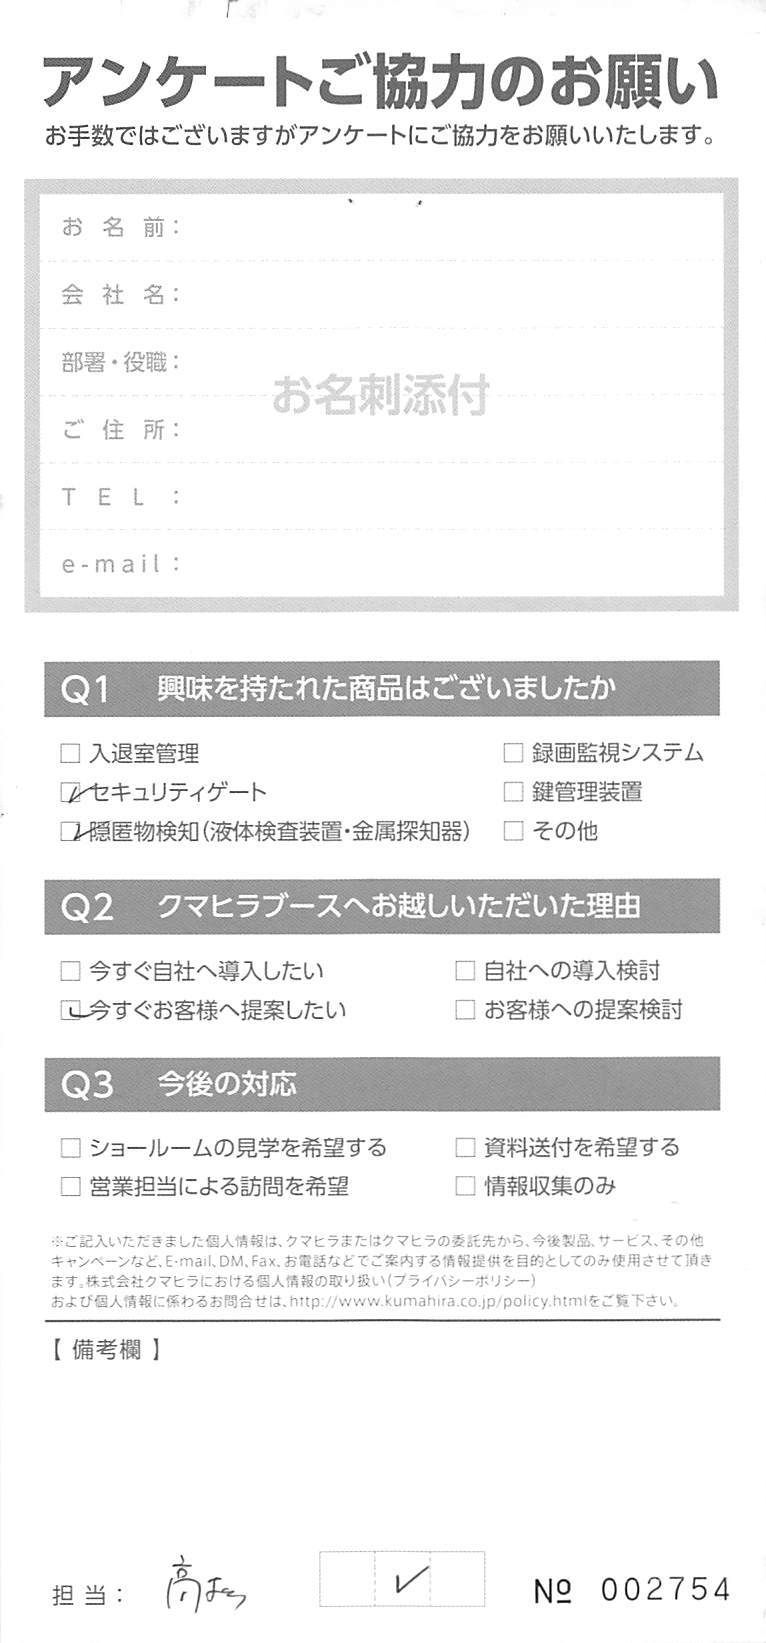 アンケートご協力のお願い
お手数ではございますがアンケートにご協力をお願いいたします。
お名前：
会社名：
部署・役職：
お名刺添付
ご住所：
TEL：
e-mail：
Q1 興味を持たれた商品はございましたか
□ 入退室管理 □ 録画監視システム
☑ セキュリティゲート □ 鍵管理装置
☑ 隠匿物検知（液体検査装置・金属探知器） □ その他
Q2 クマヒラブースへお越しいただいた理由
□ 今すぐ自社へ導入したい □ 自社への導入検討
☑ 今すぐお客様へ提案したい □ お客様への提案検討
Q3 今後の対応
□ ショールームの見学を希望する □ 資料送付を希望する
□ 営業担当による訪問を希望 □ 情報収集のみ
※ご記入いただきました個人情報は、クマヒラまたはクマヒラの委託先から、今後製品、サービス、その他
キャンペーンなど、E-mail、DM、Fax、お電話などでご案内する情報提供を目的としてのみ使用させて頂き
ます。株式会社クマヒラにおける個人情報の取り扱い（プライバシーポリシー）
および個人情報に係わるお問合せは、http://www.kumahira.co.jp/policy.htmlをご覧下さい。
【 備考欄 】
担当： 高 ✓ № 002754